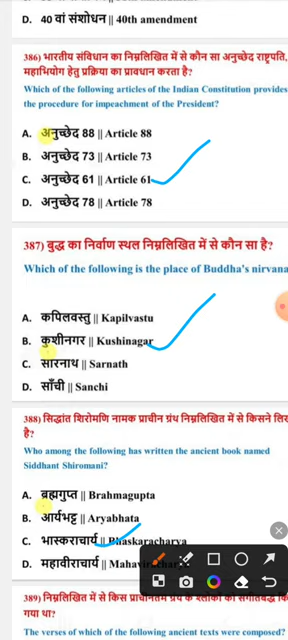 D. 40 वां संशोधन || 40th amendment
386) भारतीय संविधान का निम्नलिखित में से कौन सा अनुच्छेद राष्ट्रपति,
महाभियोग हेतु प्रक्रिया का प्रावधान करता है?
Which of the following articles of the Indian Constitution provides
the procedure for impeachment of the President?
A. अनुच्छेद 88 || Article 88
B. अनुच्छेद 73 || Article 73
C. अनुच्छेद 61 || Article 61
D. अनुच्छेद 78 || Article 78
387) बुद्ध का निर्वाण स्थल निम्नलिखित में से कौन सा है?
Which of the following is the place of Buddha's nirvana
A. कपिलवस्तु || Kapilvastu
B. कुशीनगर || Kushinagar
C. सारनाथ || Sarnath
D. साँची || Sanchi
388) सिद्धांत शिरोमणि नामक प्राचीन ग्रंथ निम्नलिखित में से किसने
है?
Who among the following has written the ancient book named
Siddhant Shiromani?
A. ब्रह्मगुप्त || Brahmagupta
B. आर्यभट्ट || Aryabhata
C. भास्कराचार्य || Bhaskaracharya
D. महावीराचार्य ||
389) निम्नलिखित में से किस प्राचीनतम ग्रंथ के श्लोकों को
गया था?
The verses of which of the following ancient texts were composed?